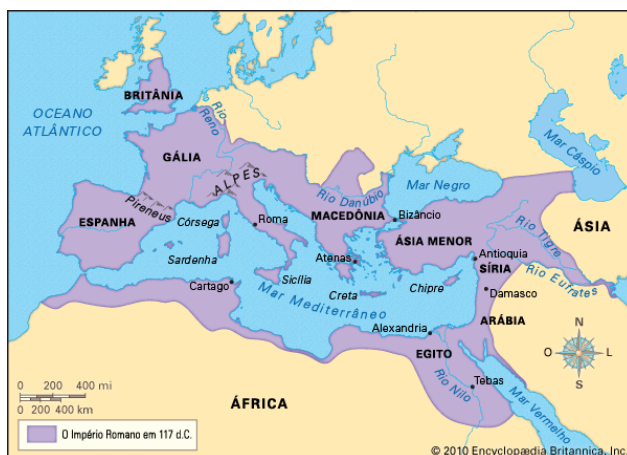 BRITÂNIA
OCEANO
ATLÂNTICO
Rio
Reno
GÁLIA
ALPES
Mar Cáspio
Mar Negro
Rio Danúbio
Pireneus
ESPANHA
Córsega
Roma
MACEDÔNIA
Bizâncio
ÁSIA
Sardenha
Atenas
ÁSIA MENOR
Antioquia
Rio Tigre
SÍRIA
Rio Eufrates
Cartago
Sicília
Creta
Chipre
Damasco
Mar Mediterrâneo
ARÁBIA
Alexandria
EGITO
N
O
L
S
Tebas
Rio Nilo
Mar Vermelho
ÁFRICA
0 200 400 mi
0 200 400 km
O Império Romano em 117 d.C.
© 2010 Encyclopædia Britannica, Inc.